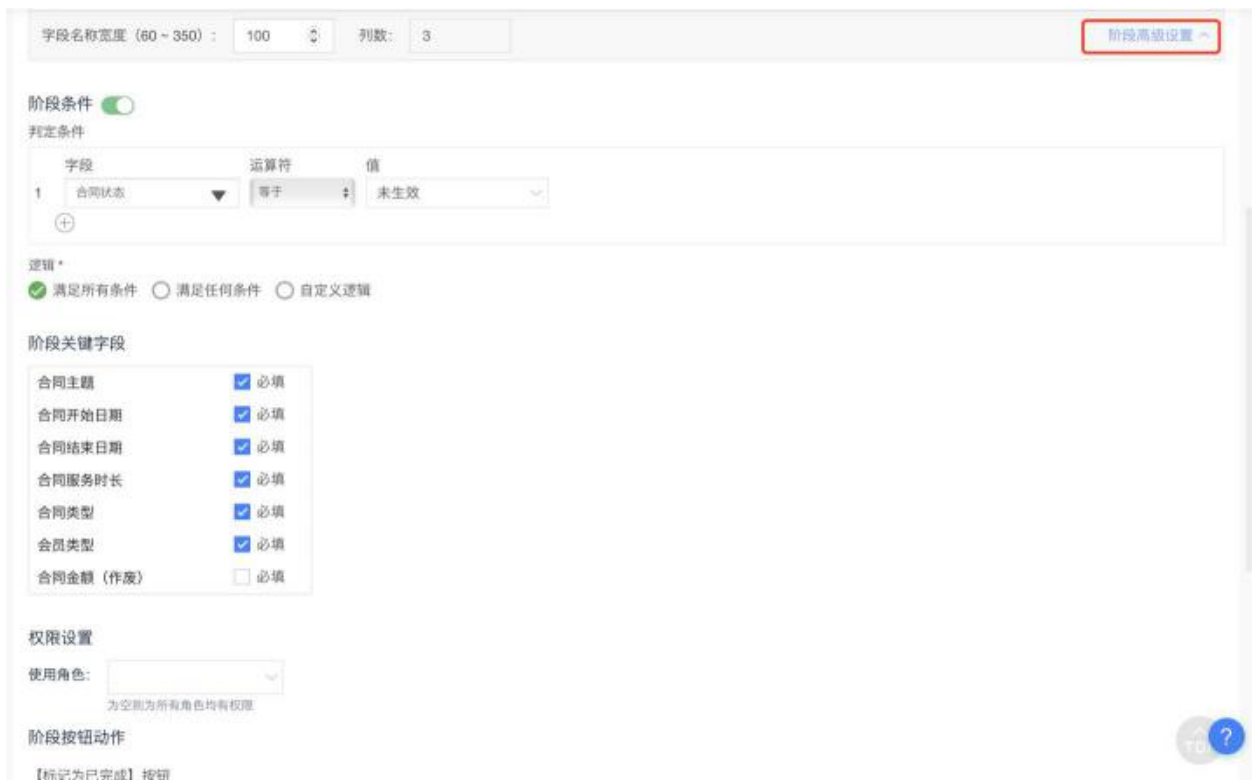 字段名称宽度（60 ~ 350）： 100 列数： 3 阶段高级设置
阶段条件
判定条件
字段 运算符 值
1 合同状态 等于 未生效
逻辑 *
满足所有条件 满足任何条件 自定义逻辑
阶段关键字段
合同主题 必填
合同开始日期 必填
合同结束日期 必填
合同服务时长 必填
合同类型 必填
会员类型 必填
合同金额（作废） 必填
权限设置
使用角色：
为空则为所有角色均有权限
阶段按钮动作
?
【标记为已完成】按钮